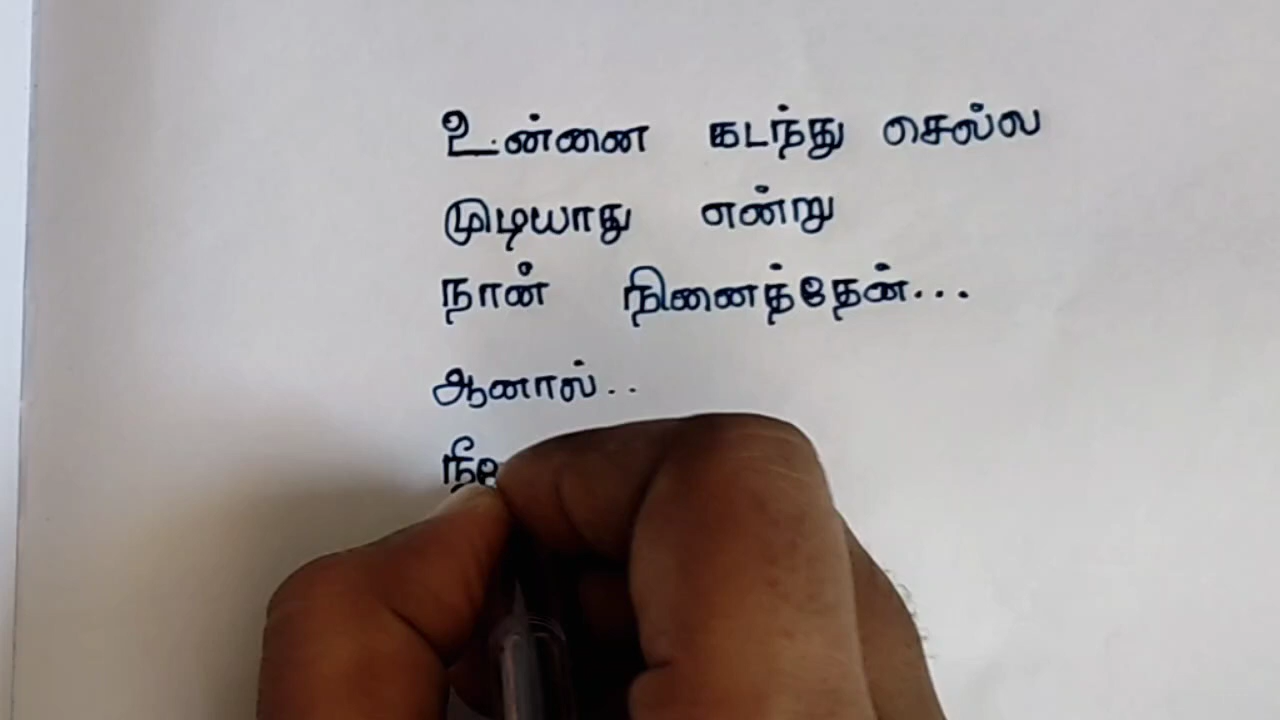 உன்னை கடந்து செல்ல
முடியாது என்று
நான் நினைத்தேன்...
ஆனால்..